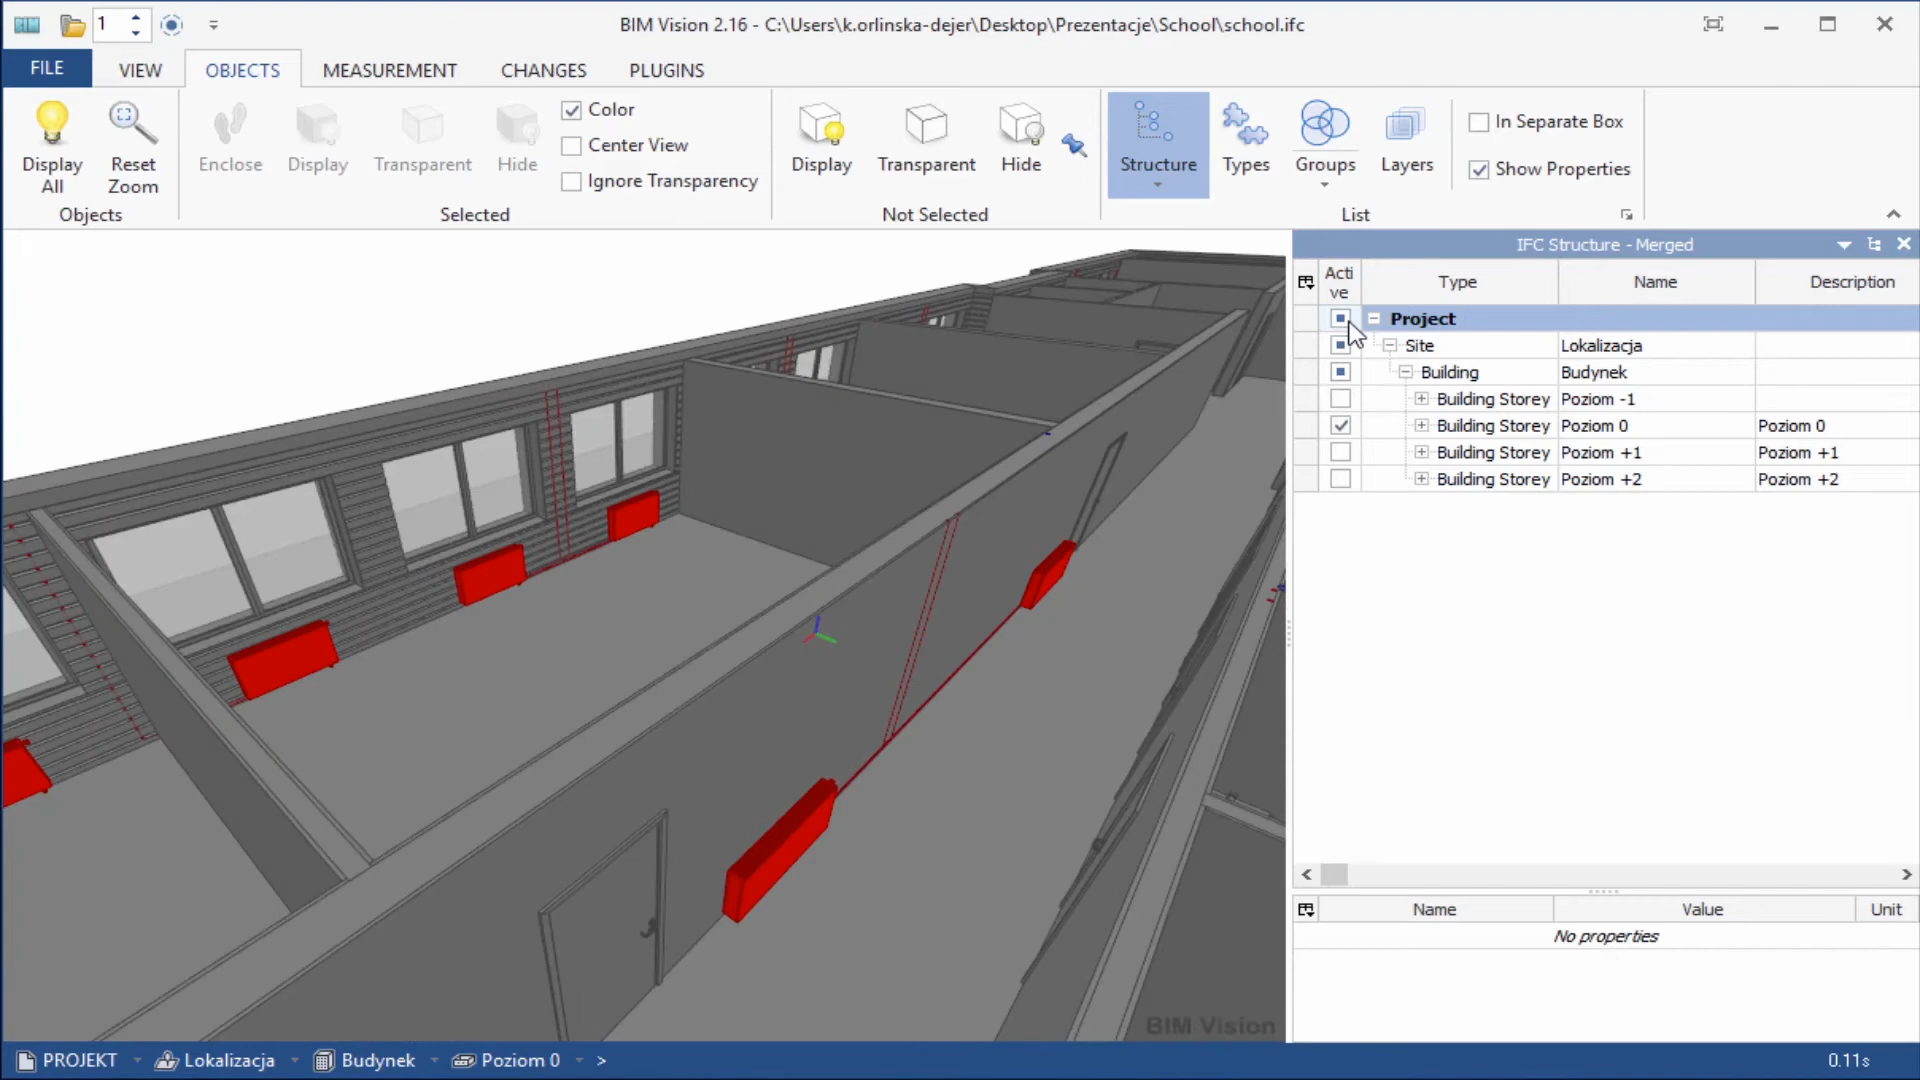 1
BIM Vision 2.16 - C:\Users\k.orlinska-dejer\Desktop\Prezentacje\School\school.ifc
FILE VIEW OBJECTS MEASUREMENT CHANGES PLUGINS
Display All
Reset Zoom
Objects
Enclose
Display
Transparent
Hide
Color
Center View
Ignore Transparency
Selected
Display
Transparent
Hide
Not Selected
Structure
Types
Groups
Layers
In Separate Box
Show Properties
List
IFC Structure - Merged
Acti
ve
Type Name Description
Project
Site Lokalizacja
Building Budynek
Building Storey Poziom -1
Building Storey Poziom 0 Poziom 0
Building Storey Poziom +1 Poziom +1
Building Storey Poziom +2 Poziom +2
Name Value Unit
No properties
BIM Vision
PROJEKT Lokalizacja Budynek Poziom 0 > 0.11s